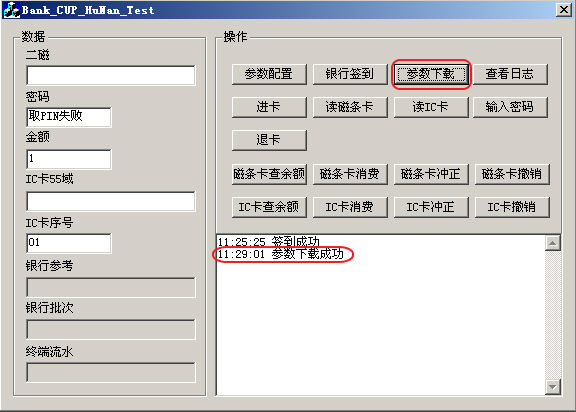 Bank_CUP_HuNan_Test
数据
二磁
密码
取PIN失败
金额
1
IC卡55域
IC卡序号
01
银行参考
银行批次
终端流水
操作
参数配置 银行签到 参数下载 查看日志
进卡 读磁条卡 读IC卡 输入密码
退卡
磁条卡查余额 磁条卡消费 磁条卡冲正 磁条卡撤销
IC卡查余额 IC卡消费 IC卡冲正 IC卡撤销
11:25:25 签到成功
11:29:01 参数下载成功